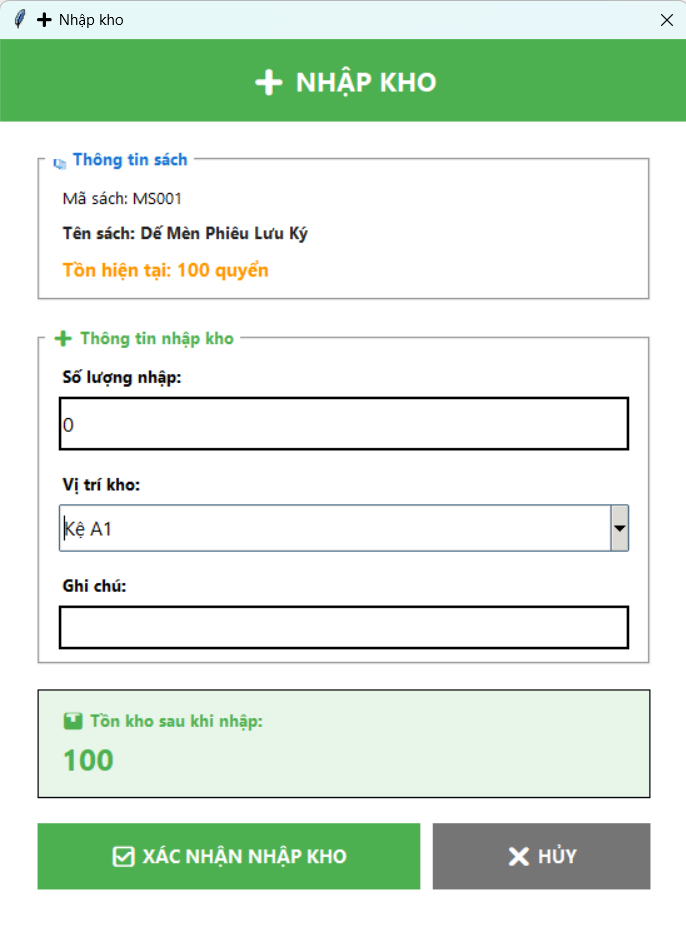 Nhập kho
NHẬP KHO
Thông tin sách
Mã sách: MS001
Tên sách: Dế Mèn Phiêu Lưu Ký
Tồn hiện tại: 100 quyển
Thông tin nhập kho
Số lượng nhập:
0
Vị trí kho:
Kệ A1
Ghi chú:
Tồn kho sau khi nhập:
100
XÁC NHẬN NHẬP KHO
HỦY